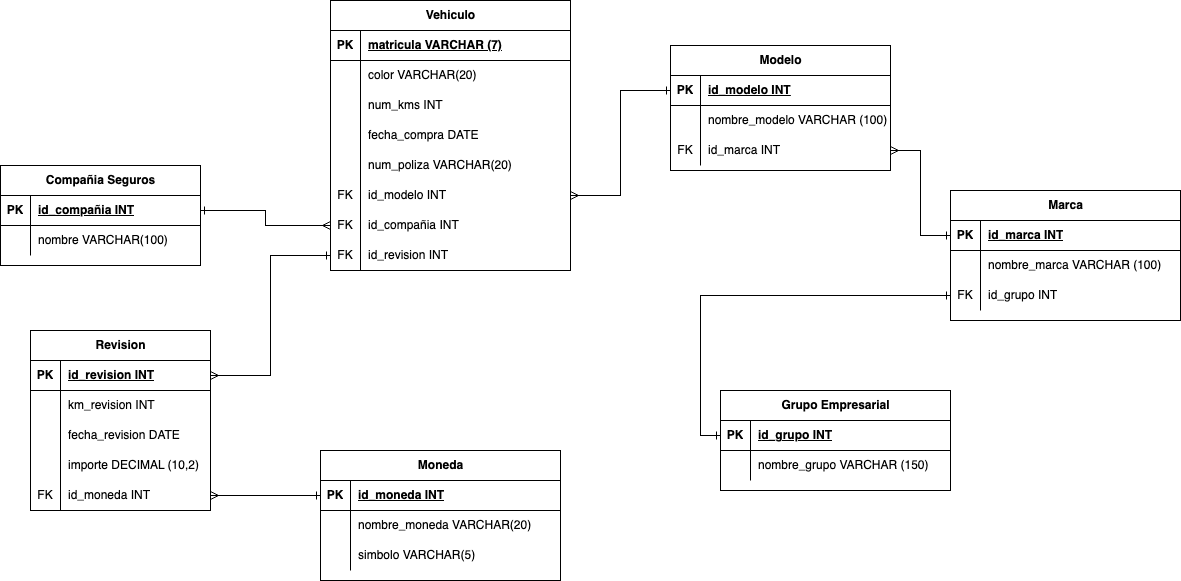 Vehiculo
PK matricula VARCHAR (7)
color VARCHAR(20)
num_kms INT
fecha_compra DATE
num_poliza VARCHAR(20)
FK id_modelo INT
FK id_compañia INT
FK id_revision INT
Modelo
PK id_modelo INT
nombre_modelo VARCHAR (100)
FK id_marca INT
Compañia Seguros
PK id_compañia INT
nombre VARCHAR(100)
Marca
PK id_marca INT
nombre_marca VARCHAR (100)
FK id_grupo INT
Revision
PK id_revision INT
km_revision INT
fecha_revision DATE
importe DECIMAL (10,2)
FK id_moneda INT
Grupo Empresarial
PK id_grupo INT
nombre_grupo VARCHAR (150)
Moneda
PK id_moneda INT
nombre_moneda VARCHAR(20)
simbolo VARCHAR(5)